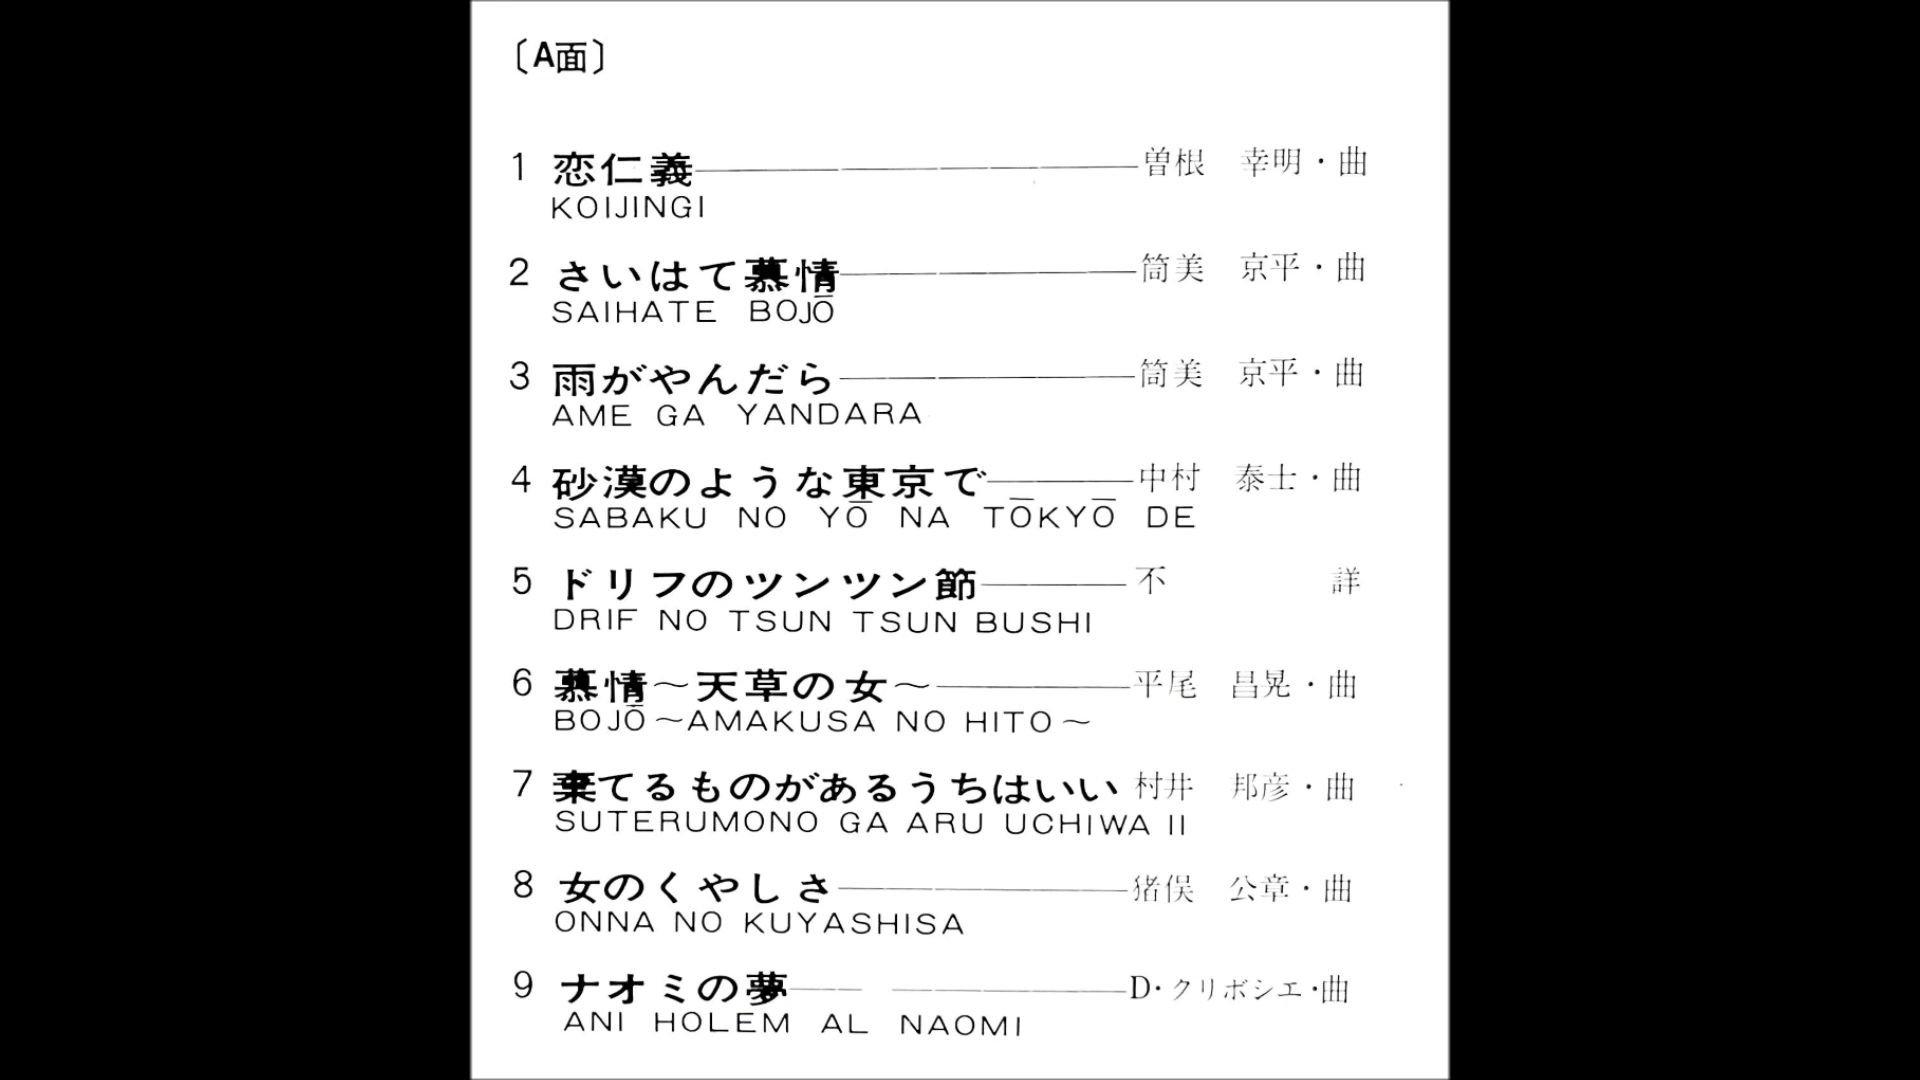 〔A面〕
1 恋仁義 曽根 幸明・曲
KOIJINGI
2 さいはて慕情 筒美 京平・曲
SAIHATE BOJŌ
3 雨がやんだら 筒美 京平・曲
AME GA YANDARA
4 砂漠のような東京で 中村 泰士・曲
SABAKU NO YŌ NA TŌKYŌ DE
5 ドリフのツンツン節 不 詳
DRIF NO TSUN TSUN BUSHI
6 慕情〜天草の女〜 平尾 昌晃・曲
BOJŌ〜AMAKUSA NO HITO〜
7 棄てるものがあるうちはいい 村井 邦彦・曲
SUTERUMONO GA ARU UCHIWA II
8 女のくやしさ 猪俣 公章・曲
ONNA NO KUYASHISA
9 ナオミの夢 D・クリボシエ・曲
ANI HOLEM AL NAOMI